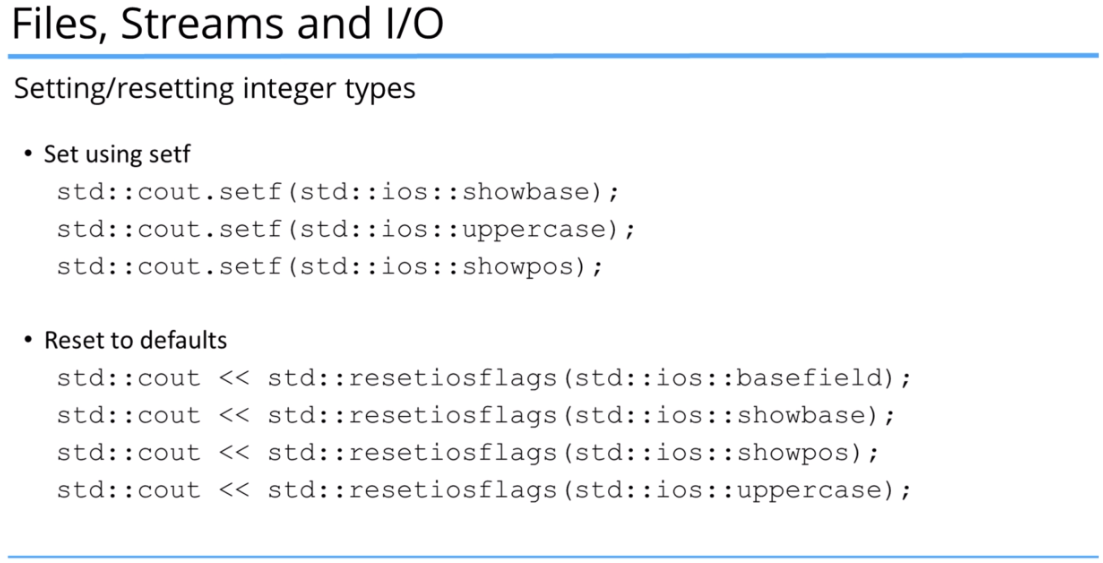 Files, Streams and I/O
Setting/resetting integer types
• Set using setf
std::cout.setf(std::ios::showbase);
std::cout.setf(std::ios::uppercase);
std::cout.setf(std::ios::showpos);
• Reset to defaults
std::cout << std::resetiosflags(std::ios::basefield);
std::cout << std::resetiosflags(std::ios::showbase);
std::cout << std::resetiosflags(std::ios::showpos);
std::cout << std::resetiosflags(std::ios::uppercase);